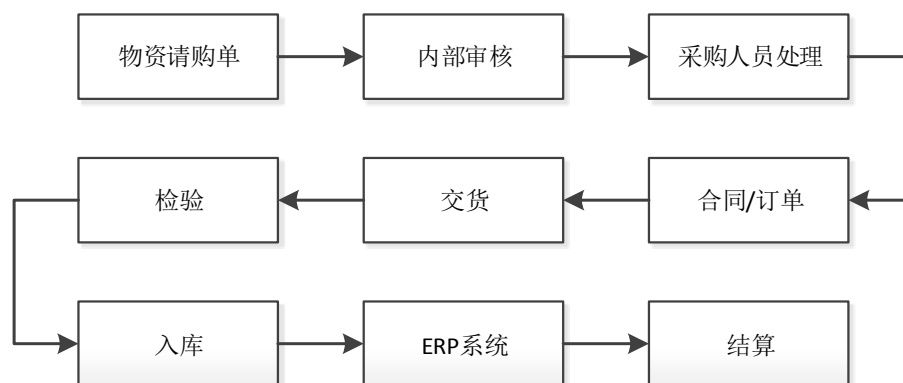 物资请购单
内部审核
采购人员处理
合同/订单
交货
检验
入库
ERP系统
结算